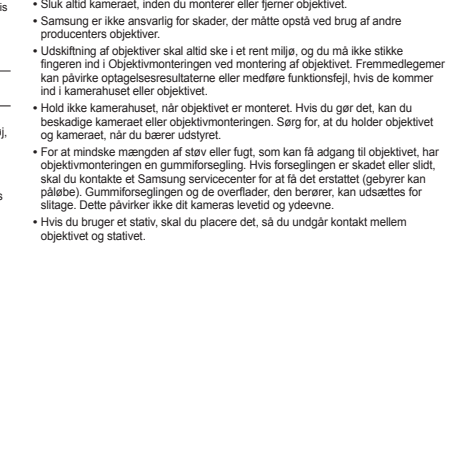 is
• Sluk altid kameraet, inden du monterer eller fjerner objektivet.
• Samsung er ikke ansvarlig for skader, der måtte opstå ved brug af andre
producenters objektiver.
• Udskiftning af objektiver skal altid ske i et rent miljø, og du må ikke stikke
fingeren ind i Objektivmonteringen ved montering af objektivet. Fremmedlegemer
kan påvirke optagelsesresultaterne eller medføre funktionsfejl, hvis de kommer
ind i kamerahuset eller objektivet.
• Hold ikke kamerahuset, når objektivet er monteret. Hvis du gør det, kan du
beskadige kameraet eller objektivmonteringen. Sørg for, at du holder objektivet
og kameraet, når du bærer udstyret.
j,
• For at mindske mængden af støv eller fugt, som kan få adgang til objektivet, har
objektivmonteringen en gummiforsegling. Hvis forseglingen er skadet eller slidt,
skal du kontakte et Samsung servicecenter for at få det erstattet (gebyrer kan
påløbe). Gummiforseglingen og de overflader, den berører, kan udsættes for
s
slitage. Dette påvirker ikke dit kameras levetid og ydeevne.
• Hvis du bruger et stativ, skal du placere det, så du undgår kontakt mellem
objektivet og stativet.